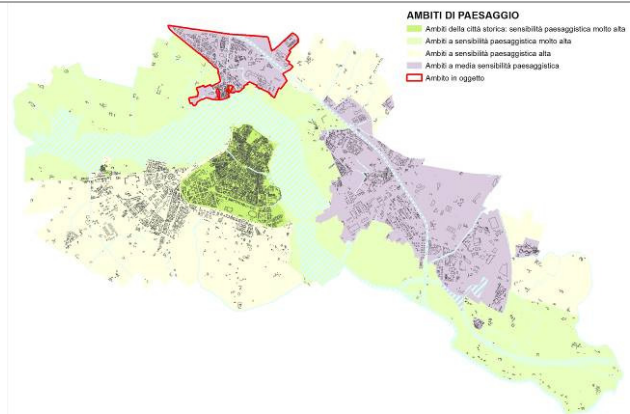 AMBITI DI PAESAGGIO
Ambiti della città storica: sensibilità paesaggistica molto alta
Ambiti a sensibilità paesaggistica molto alta
Ambiti a sensibilità paesaggistica alta
Ambiti a media sensibilità paesaggistica
Ambito in oggetto